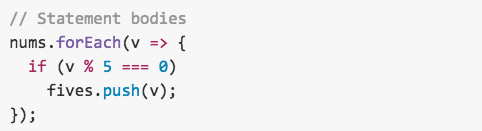 // Statement bodies
nums.forEach(v => {
  if (v % 5 === 0)
    fives.push(v);
});